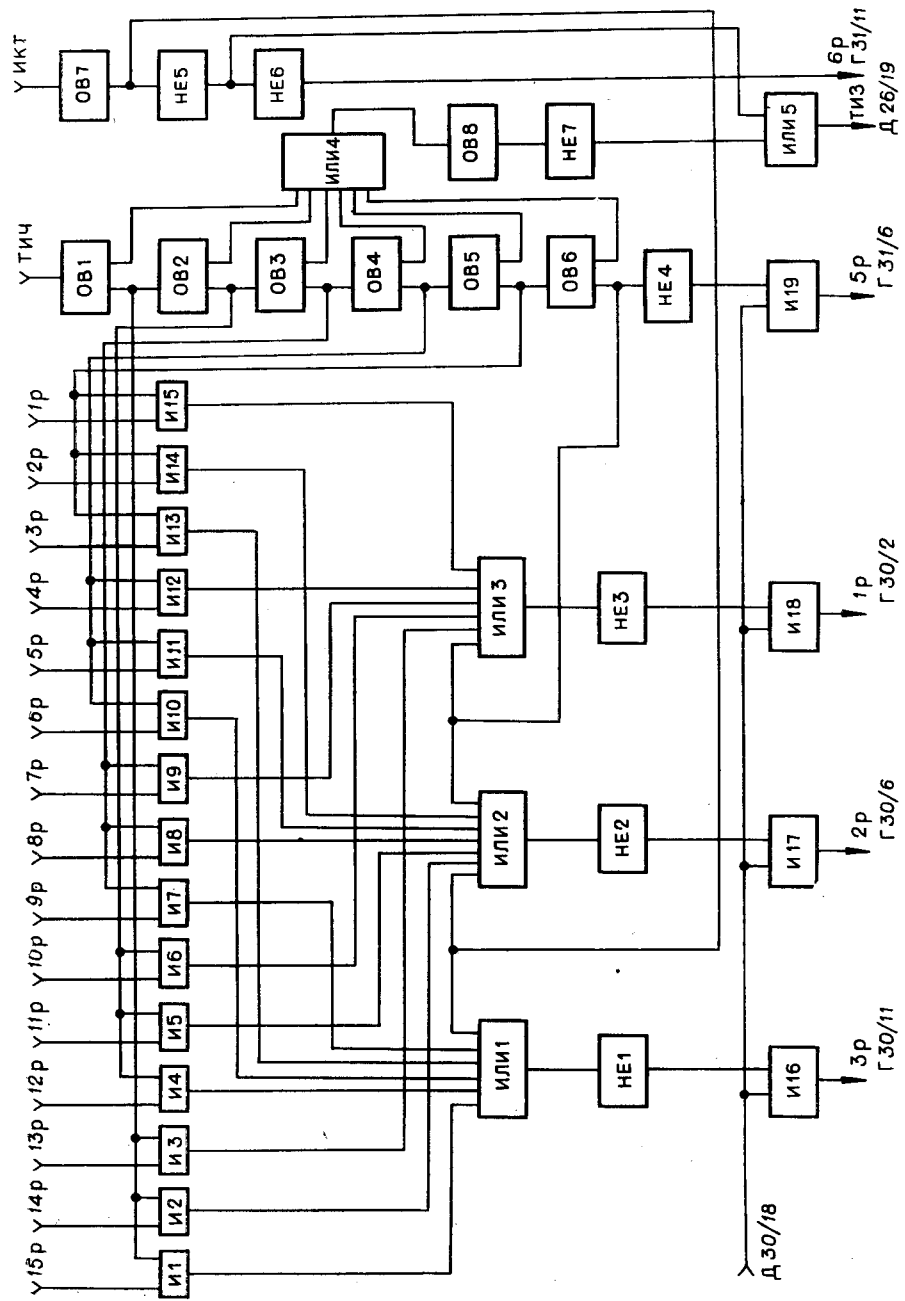 15р
14р
13р
12р
11р
10р
9р
8р
7р
6р
5р
4р
3р
2р
1р
ТИЧ
ИКТ
ОВ1
ОВ7
И1
И2
И3
И4
И5
И6
И7
И8
И9
И10
И11
И12
И13
И14
И15
ОВ2
НЕ5
ОВ3
НЕ6
ИЛИ4
ОВ4
ОВ5
ОВ8
ИЛИ1
ИЛИ2
ИЛИ3
ОВ6
НЕ7
НЕ1
НЕ2
НЕ3
НЕ4
Д30/18
И16
И17
И18
И19
ИЛИ5
3р
Г30/11
2р
Г30/6
1р
Г30/2
5р
Г31/6
ТИЗ
Д26/19
6р
Г31/11